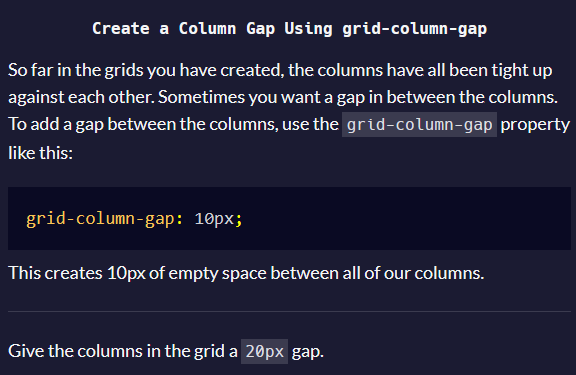 Create a Column Gap Using grid-column-gap
So far in the grids you have created, the columns have all been tight up
against each other. Sometimes you want a gap in between the columns.
To add a gap between the columns, use the grid-column-gap property
like this:
grid-column-gap: 10px;
This creates 10px of empty space between all of our columns.
Give the columns in the grid a 20px gap.